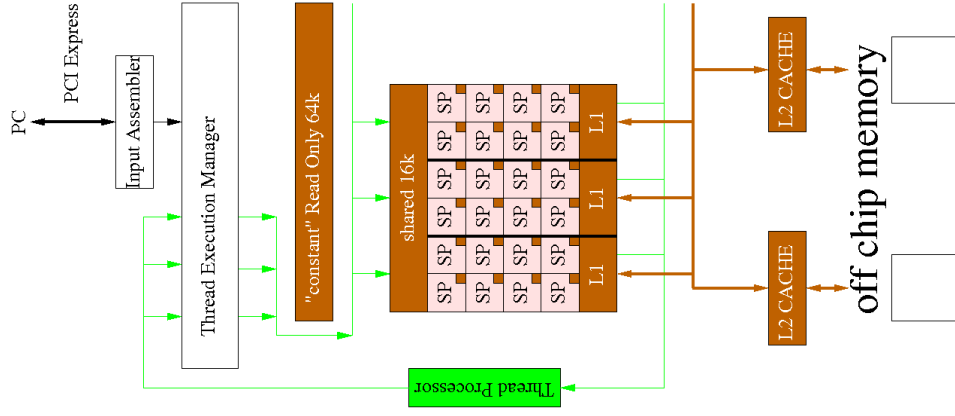 PC
PCI Express
Input Assembler
Thread Execution Manager
"constant" Read Only 64k
shared 16k
SP SP SP SP
SP SP SP SP
SP SP SP SP
SP SP SP SP
SP SP SP SP
SP SP SP SP
L1
L1
L1
Thread Processor
L2 CACHE
L2 CACHE
off chip memory